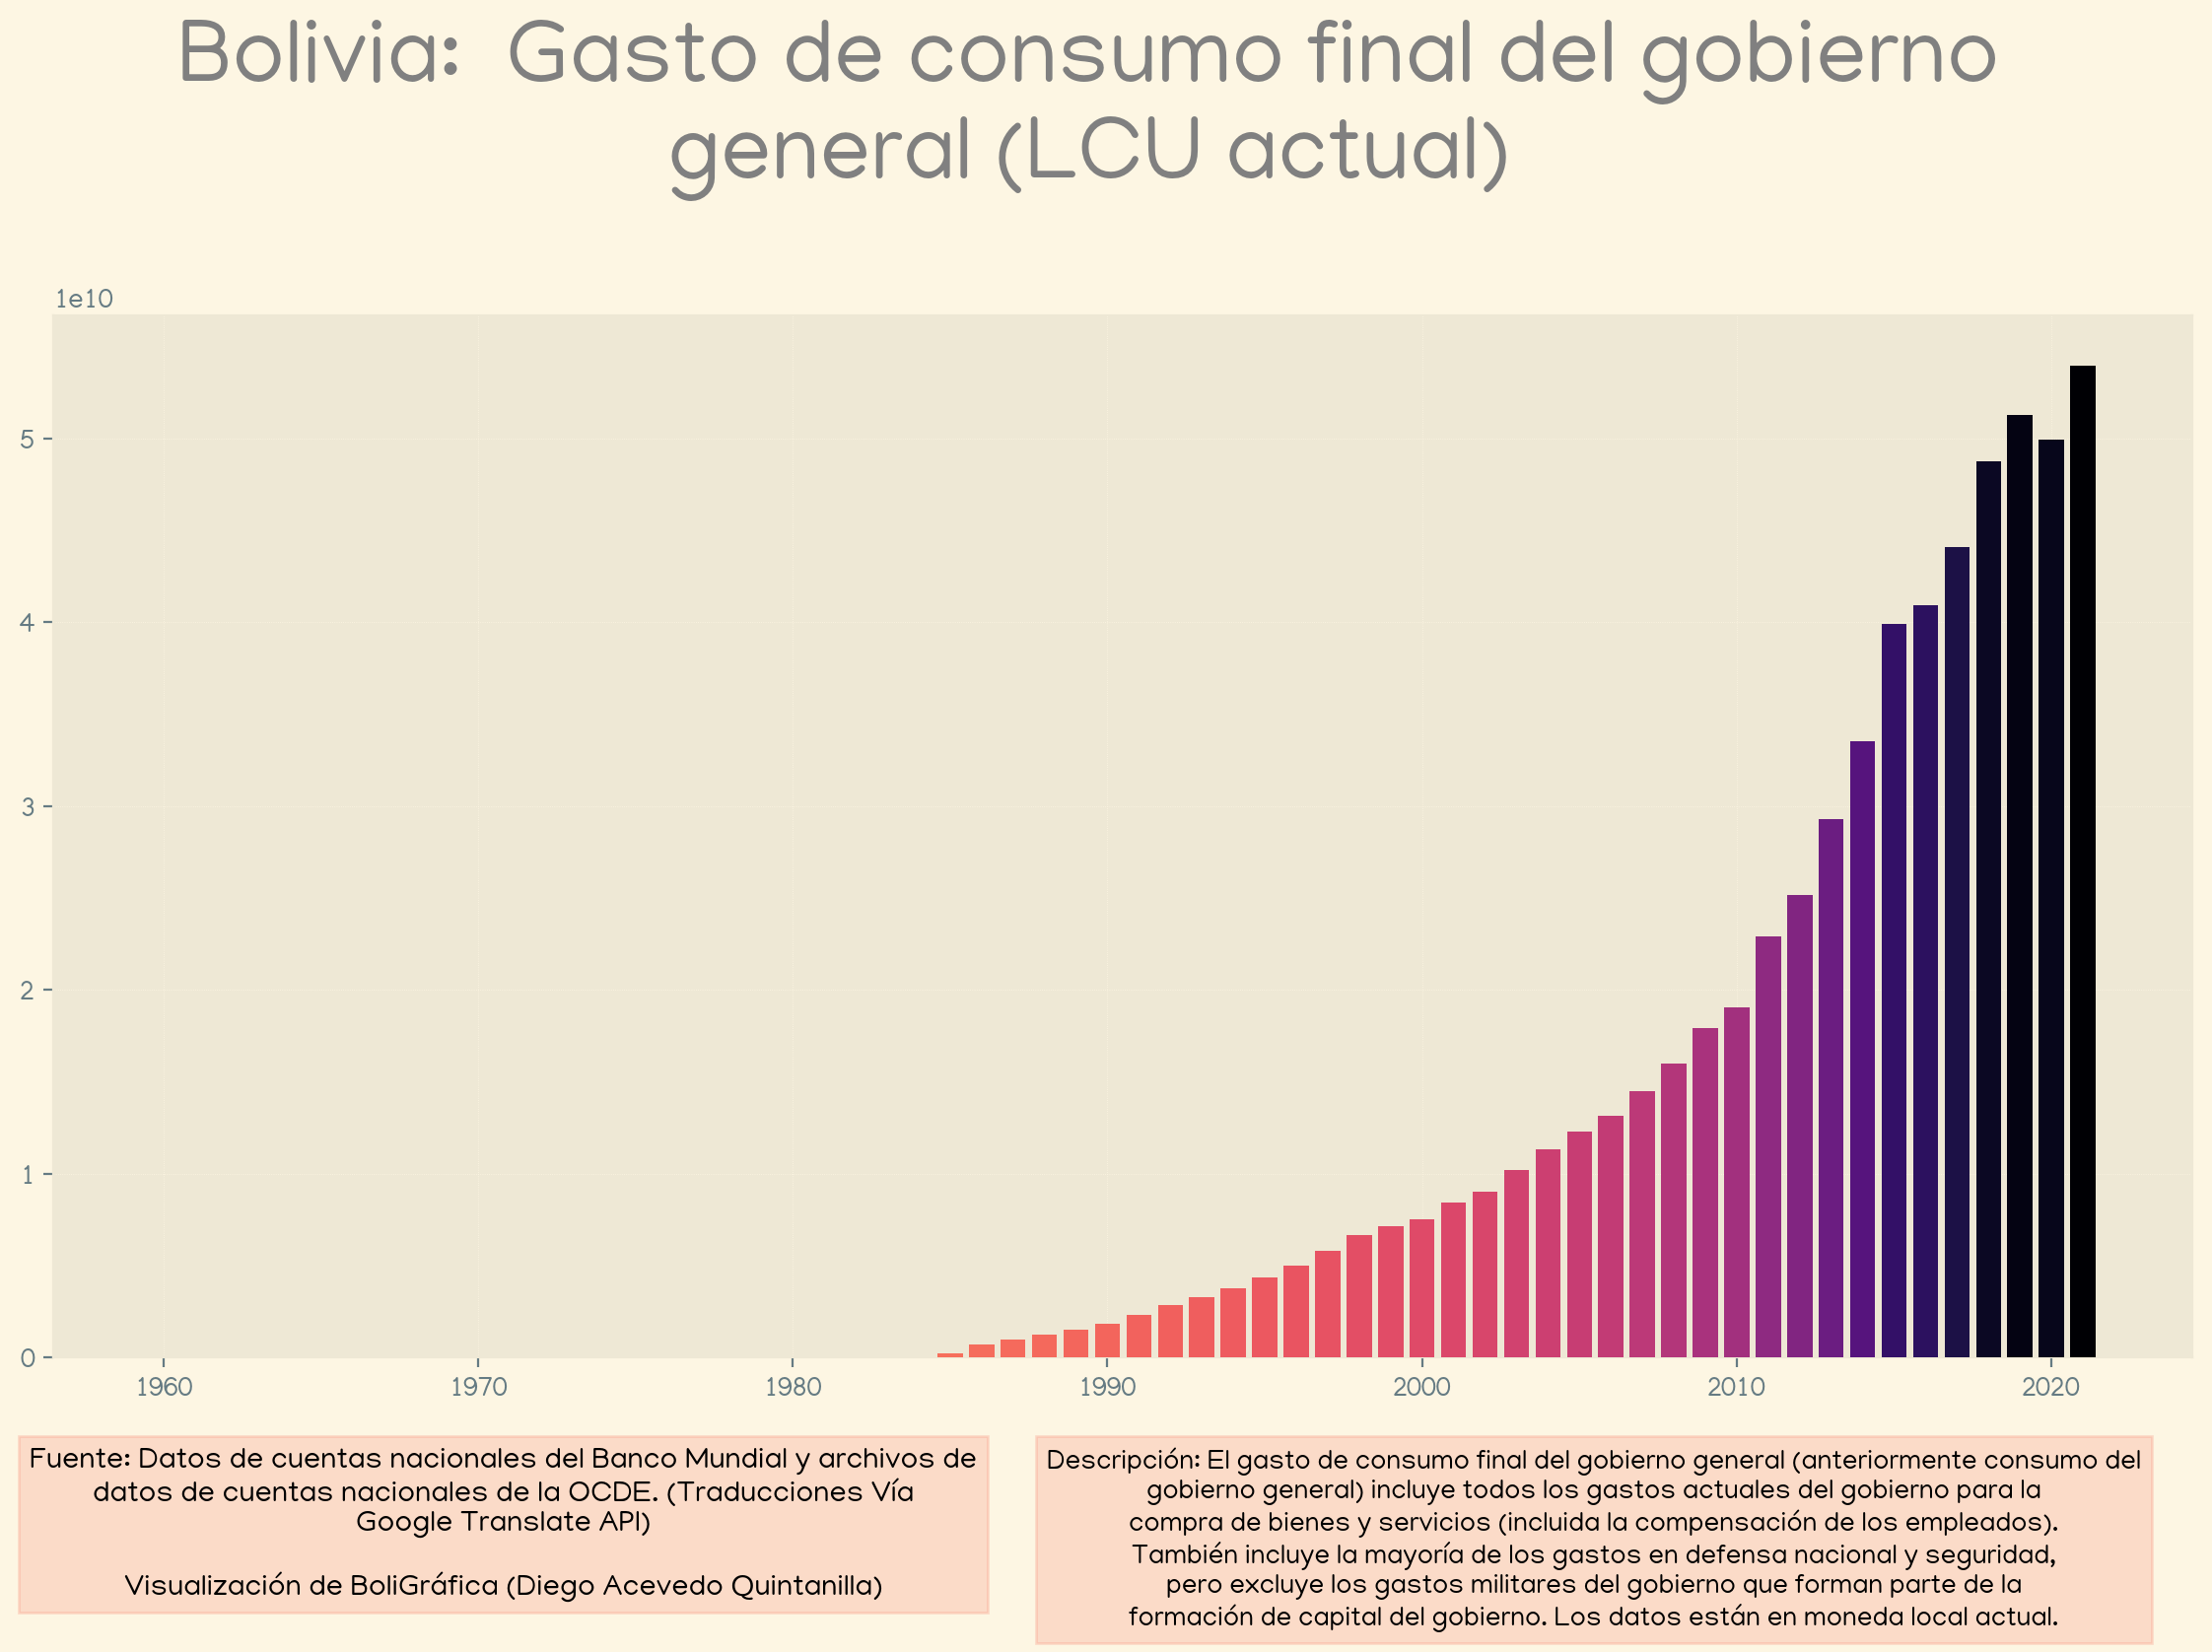 Bolivia: Gasto de consumo final del gobierno
general (LCU actual)
1e10
5
4
3
2
1
0
1960 1970 1980 1990 2000 2010 2020
Fuente: Datos de cuentas nacionales del Banco Mundial y archivos de
datos de cuentas nacionales de la OCDE. (Traducciones Vía
Google Translate API)
Visualización de BoliGráfica (Diego Acevedo Quintanilla)
Descripción: El gasto de consumo final del gobierno general (anteriormente consumo del
gobierno general) incluye todos los gastos actuales del gobierno para la
compra de bienes y servicios (incluida la compensación de los empleados).
También incluye la mayoría de los gastos en defensa nacional y seguridad,
pero excluye los gastos militares del gobierno que forman parte de la
formación de capital del gobierno. Los datos están en moneda local actual.